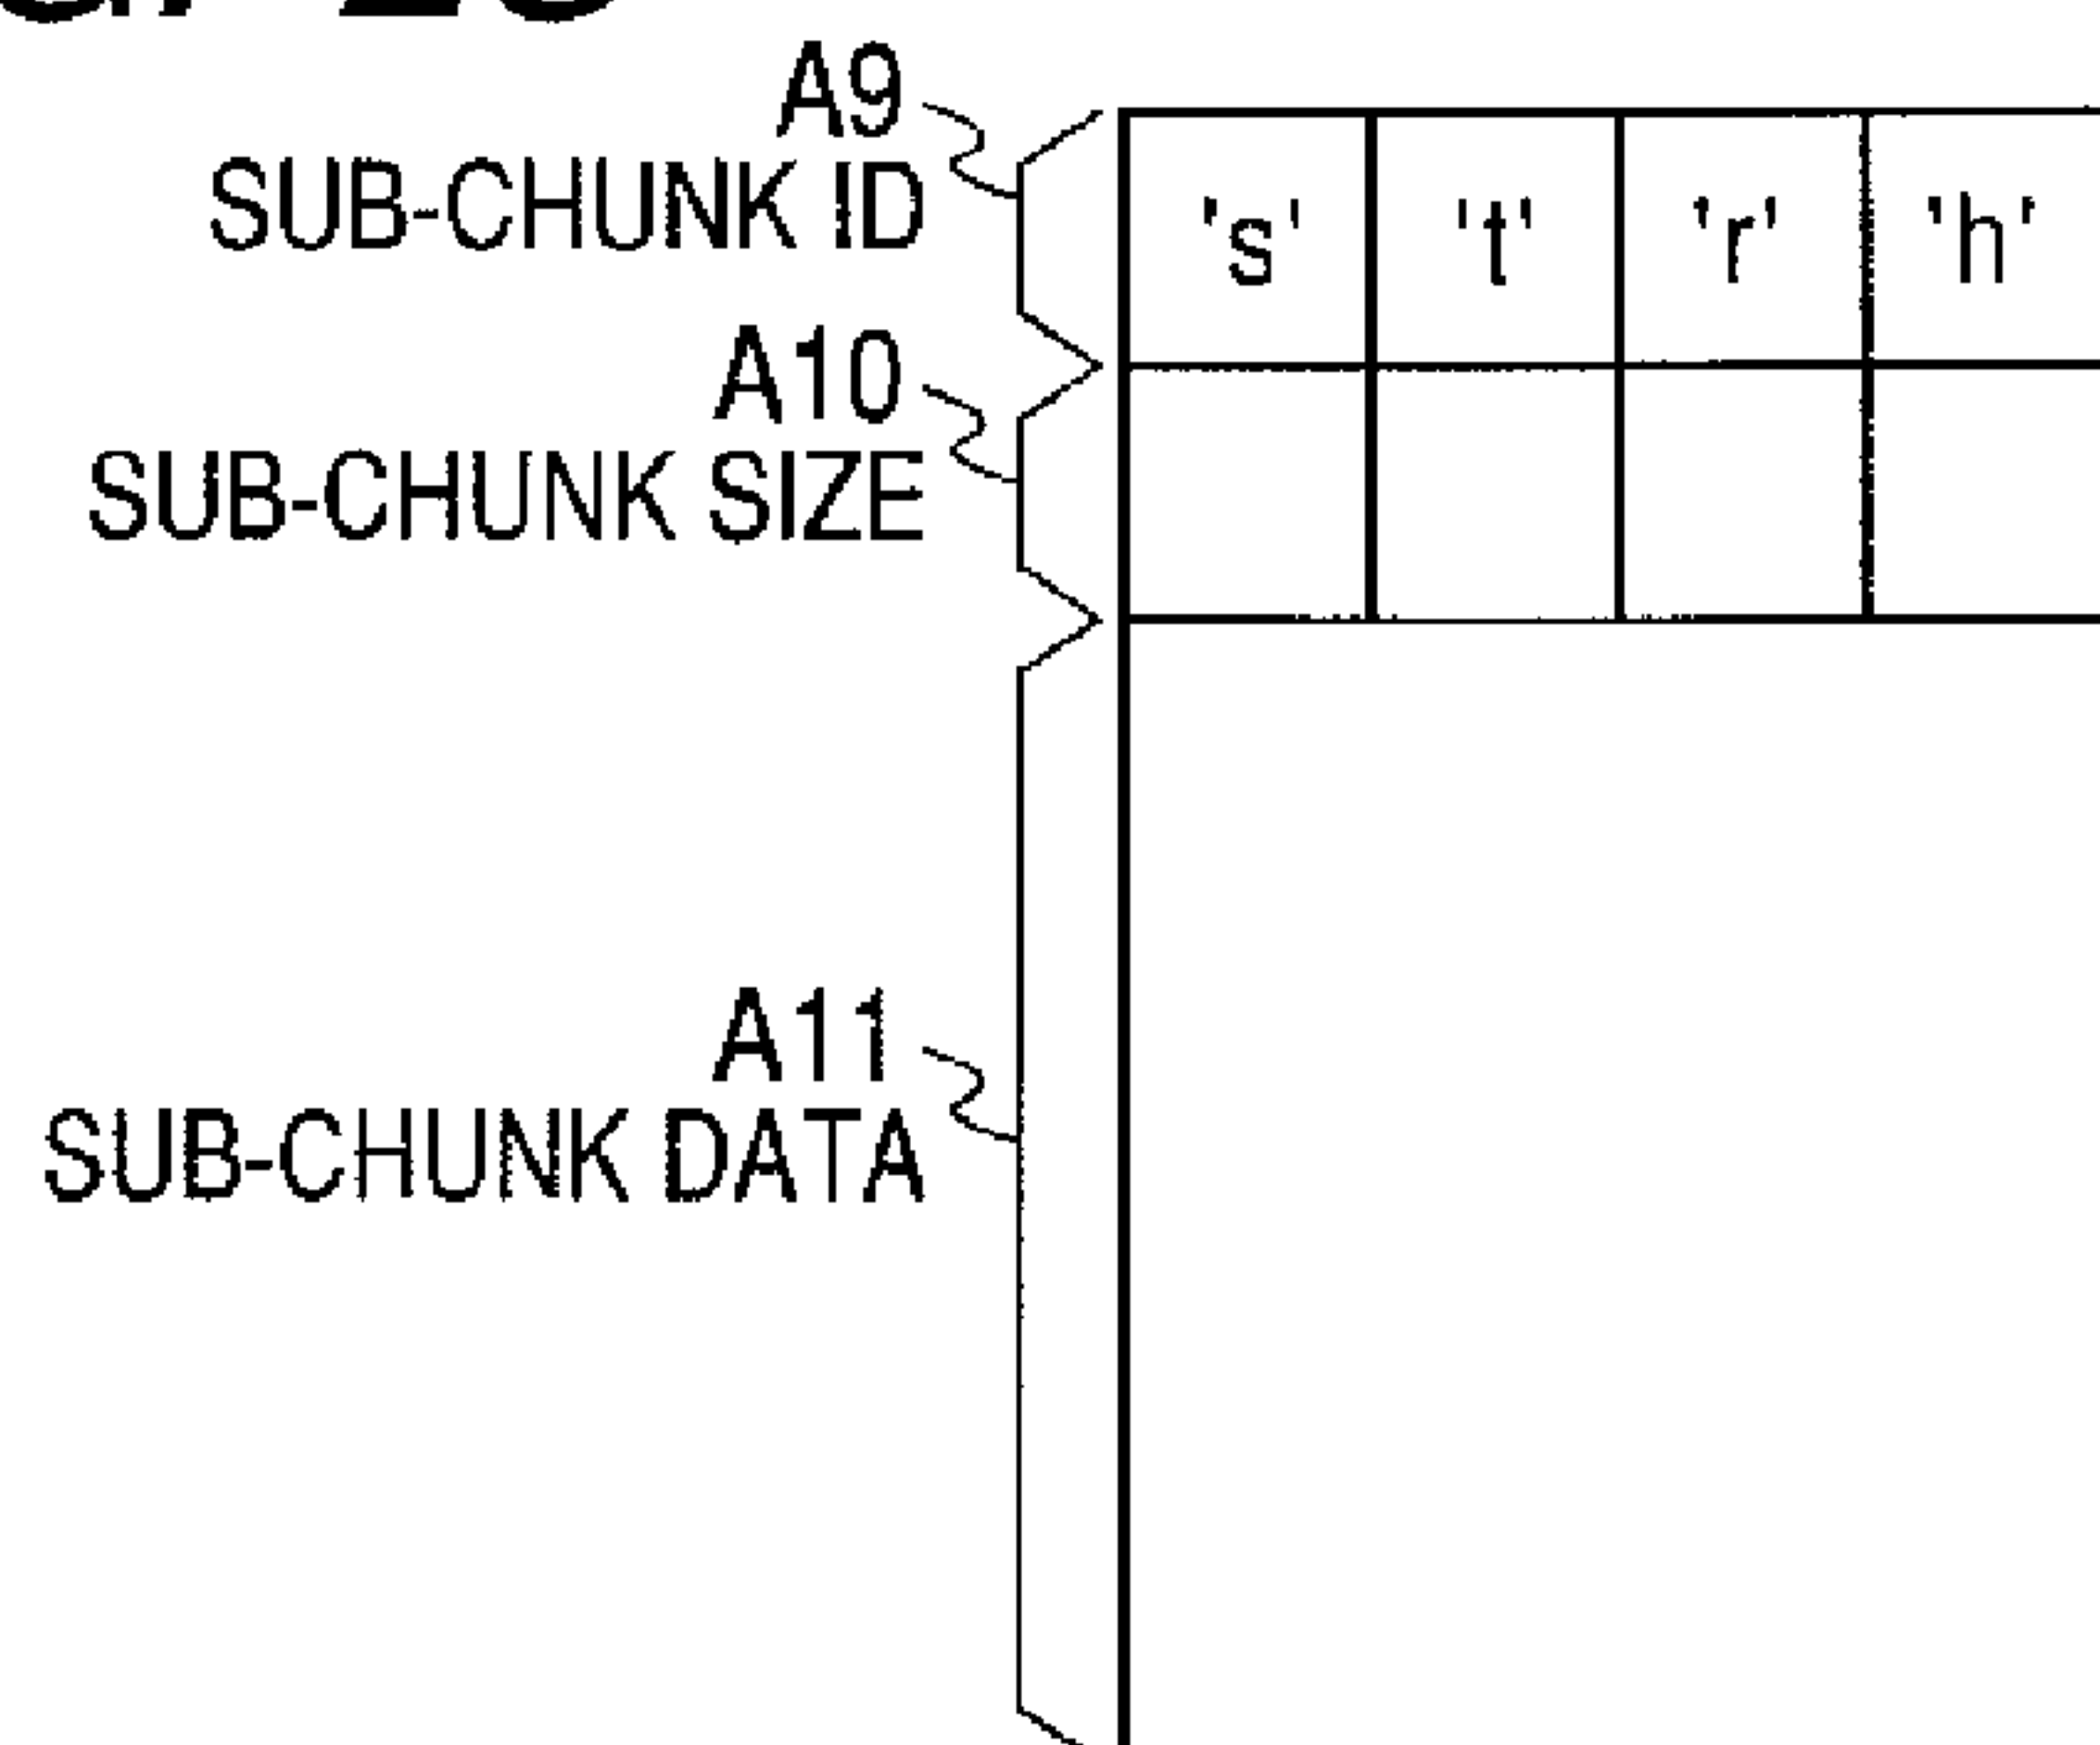 A9
SUB-CHUNK ID
's' 't' 'r' 'h'
A10
SUB-CHUNK SIZE
A11
SUB-CHUNK DATA